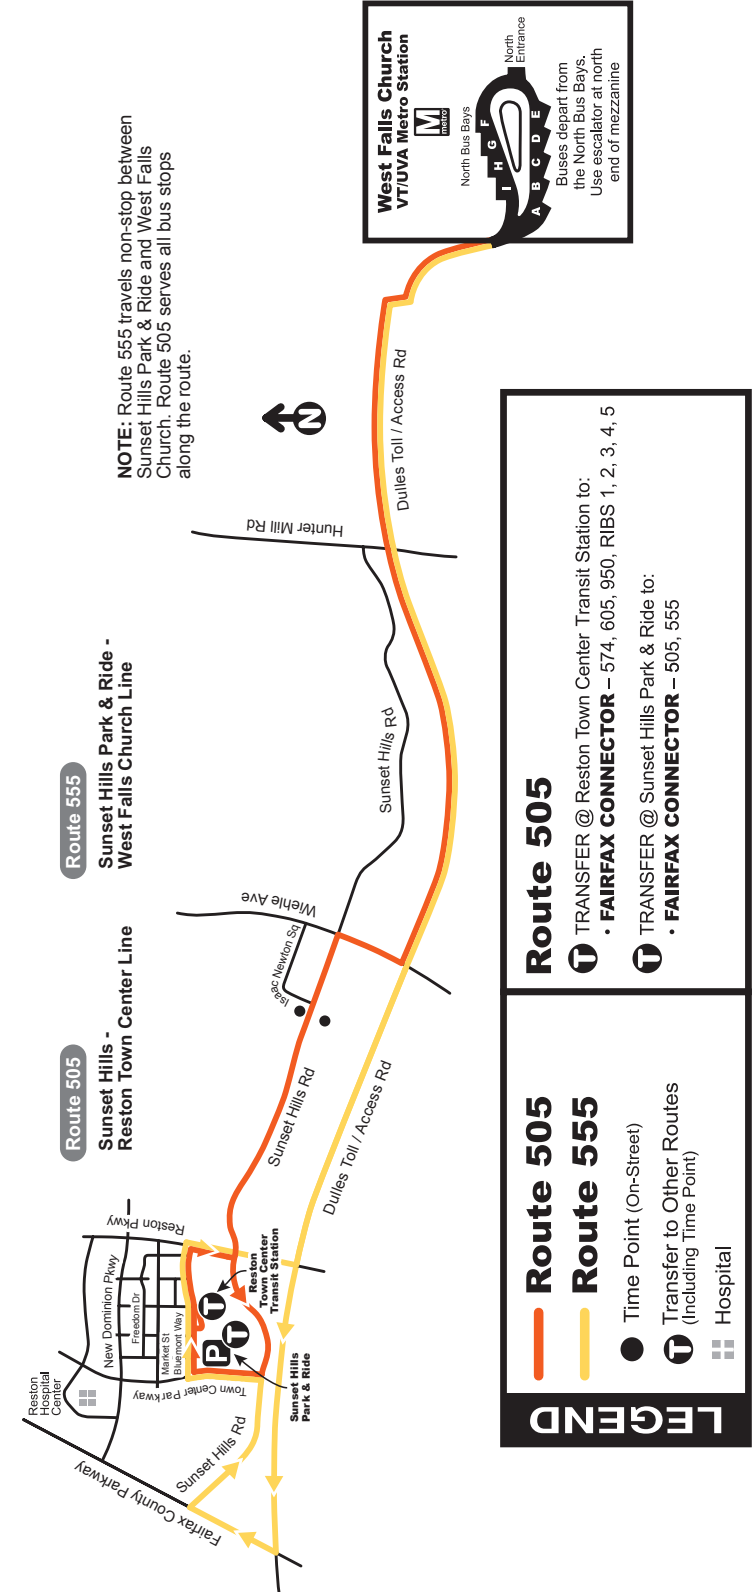 Route 505
Sunset Hills -
Reston Town Center Line
Route 555
Sunset Hills Park & Ride -
West Falls Church Line
NOTE: Route 555 travels non-stop between
Sunset Hills Park & Ride and West Falls
Church. Route 505 serves all bus stops
along the route.
N
West Falls Church
VT/UVA Metro Station
M
metro
North Bus Bays
North
Entrance
I
H
G
F
A
B
C
D
E
Buses depart from
the North Bus Bays.
Use escalator at north
end of mezzanine
Reston
Hospital
Center
Fairfax County Parkway
New Dominion Pkwy
Freedom Dr
Market St
Bluemont Way
Town Center Parkway
Reston Pkwy
Sunset Hills Rd
T
Reston
Town Center
Transit Station
P
T
Sunset Hills
Park & Ride
Sunset Hills Rd
Dulles Toll / Access Rd
Isaac Newton Sq
Wiehle Ave
Sunset Hills Rd
Hunter Mill Rd
Dulles Toll / Access Rd
LEGEND
Route 505
Route 555
Time Point (On-Street)
T Transfer to Other Routes
(Including Time Point)
Hospital
Route 505
T TRANSFER @ Reston Town Center Transit Station to:
• FAIRFAX CONNECTOR – 574, 605, 950, RIBS 1, 2, 3, 4, 5
T TRANSFER @ Sunset Hills Park & Ride to:
• FAIRFAX CONNECTOR – 505, 555